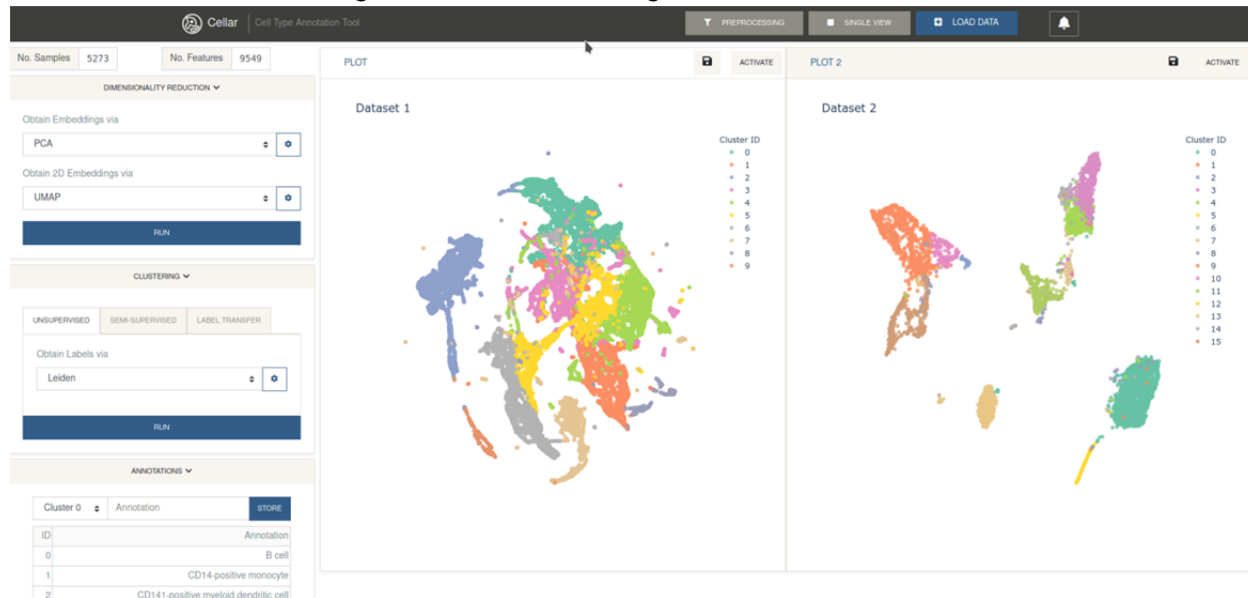 Cellar Cell Type Annotation Tool
PREPROCESSING
SINGLE VIEW
LOAD DATA
No. Samples 5273 No. Features 9549
DIMENSIONALITY REDUCTION
Obtain Embeddings via
PCA
Obtain 2D Embeddings via
UMAP
RUN
CLUSTERING
UNSUPERVISED SEMI-SUPERVISED LABEL TRANSFER
Obtain Labels via
Leiden
RUN
ANNOTATIONS
Cluster 0 Annotation STORE
ID Annotation
0 B cell
1 CD14-positive monocyte
2 CD141-positive myeloid dendritic cell
PLOT ACTIVATE
Dataset 1
Cluster ID
0
1
2
3
4
5
6
7
8
9
PLOT 2 ACTIVATE
Dataset 2
Cluster ID
0
1
2
3
4
5
6
7
8
9
10
11
12
13
14
15